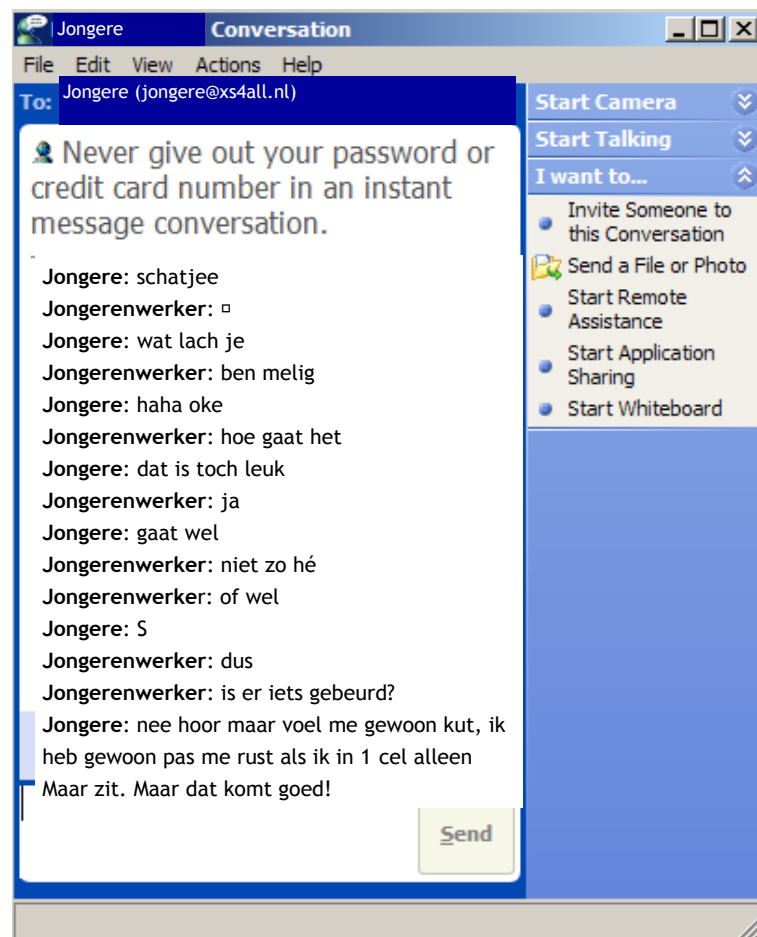 Jongere Conversation
File Edit View Actions Help
To: Jongere (jongere@xs4all.nl)
Never give out your password or
credit card number in an instant
message conversation.
Jongere: schatjee
Jongerenwerker: ▫
Jongere: wat lach je
Jongerenwerker: ben melig
Jongere: haha oke
Jongerenwerker: hoe gaat het
Jongere: dat is toch leuk
Jongerenwerker: ja
Jongere: gaat wel
Jongerenwerker: niet zo hé
Jongerenwerker: of wel
Jongere: S
Jongerenwerker: dus
Jongerenwerker: is er iets gebeurd?
Jongere: nee hoor maar voel me gewoon kut, ik
heb gewoon pas me rust als ik in 1 cel alleen
Maar zit. Maar dat komt goed!
Send
Start Camera
Start Talking
I want to...
Invite Someone to
this Conversation
Send a File or Photo
Start Remote
Assistance
Start Application
Sharing
Start Whiteboard